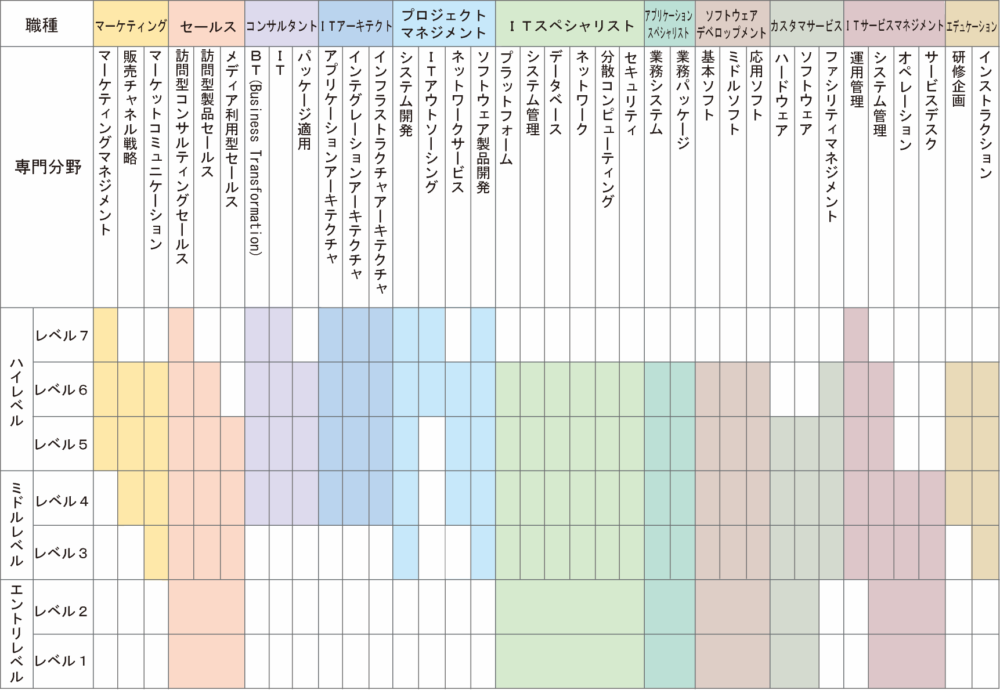 職種
マーケティング
セールス
コンサルタント
ＩＴアーキテクト
プロジェクト
マネジメント
ＩＴスペシャリスト
アプリケーション
スペシャリスト
ソフトウェア
デベロップメント
カスタマサービス
ＩＴサービスマネジメント
エデュケーション
専門分野
マーケティングマネジメント
販売チャネル戦略
マーケットコミュニケーション
訪問型コンサルティングセールス
訪問型製品セールス
メディア利用型セールス
ＢＴ(Business Transformation)
ＩＴ
パッケージ適用
アプリケーションアーキテクチャ
インテグレーションアーキテクチャ
インフラストラクチャアーキテクチャ
システム開発
ＩＴアウトソーシング
ネットワークサービス
ソフトウェア製品開発
プラットフォーム
システム管理
データベース
ネットワーク
分散コンピューティング
セキュリティ
業務システム
業務パッケージ
基本ソフト
ミドルソフト
応用ソフト
ハードウェア
ソフトウェア
ファシリティマネジメント
運用管理
システム管理
オペレーション
サービスデスク
研修企画
インストラクション
ハイレベル
レベル７
レベル６
レベル５
ミドルレベル
レベル４
レベル３
エントリレベル
レベル２
レベル１